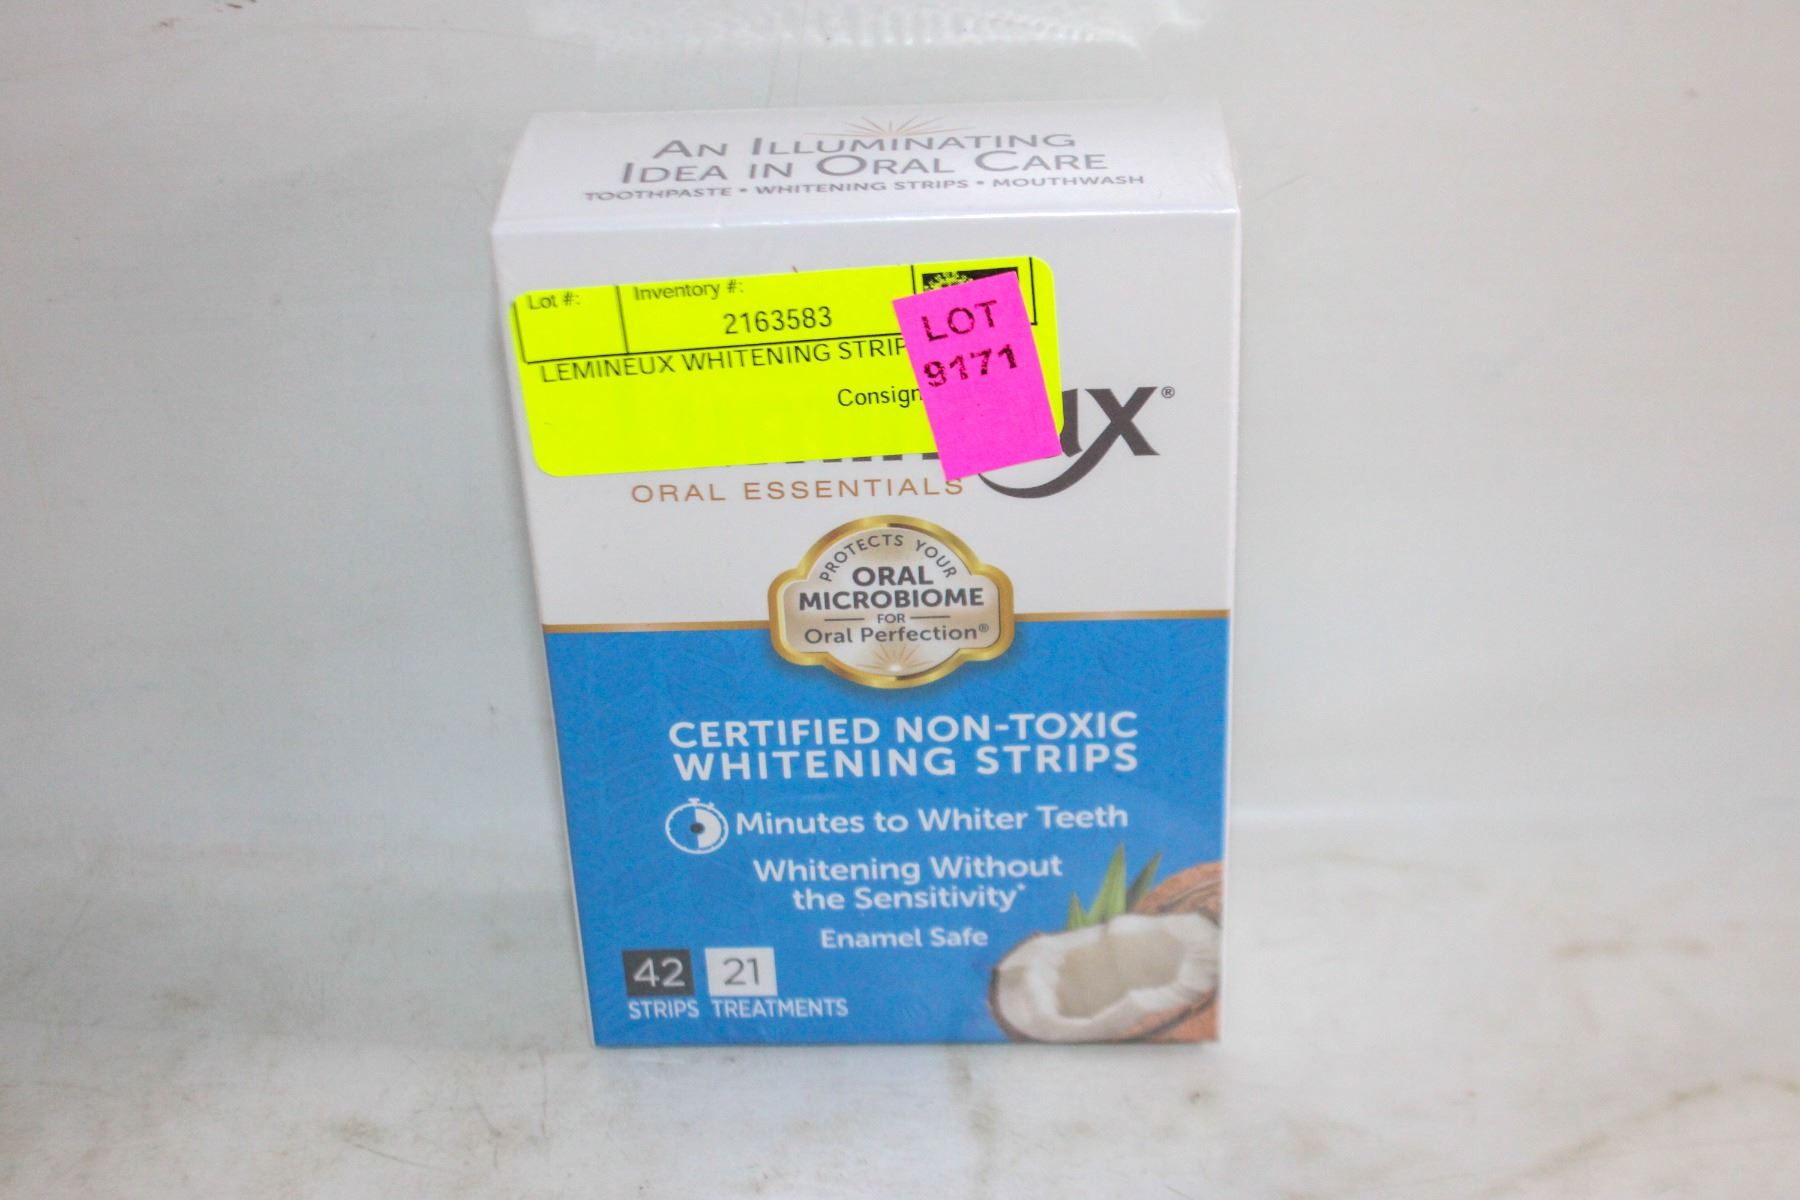 AN ILLUMINATING
IDEA IN ORAL CARE
TOOTHPASTE • WHITENING STRIPS • MOUTHWASH
Lot #:
Inventory #:
2163583
LEMINEUX WHITENING STRIP
Consign
LOT
9171
ux®
ORAL ESSENTIALS
PROTECTS YOUR
ORAL
MICROBIOME
FOR
Oral Perfection®
CERTIFIED NON-TOXIC
WHITENING STRIPS
Minutes to Whiter Teeth
Whitening Without
the Sensitivity*
Enamel Safe
42 21
STRIPS TREATMENTS